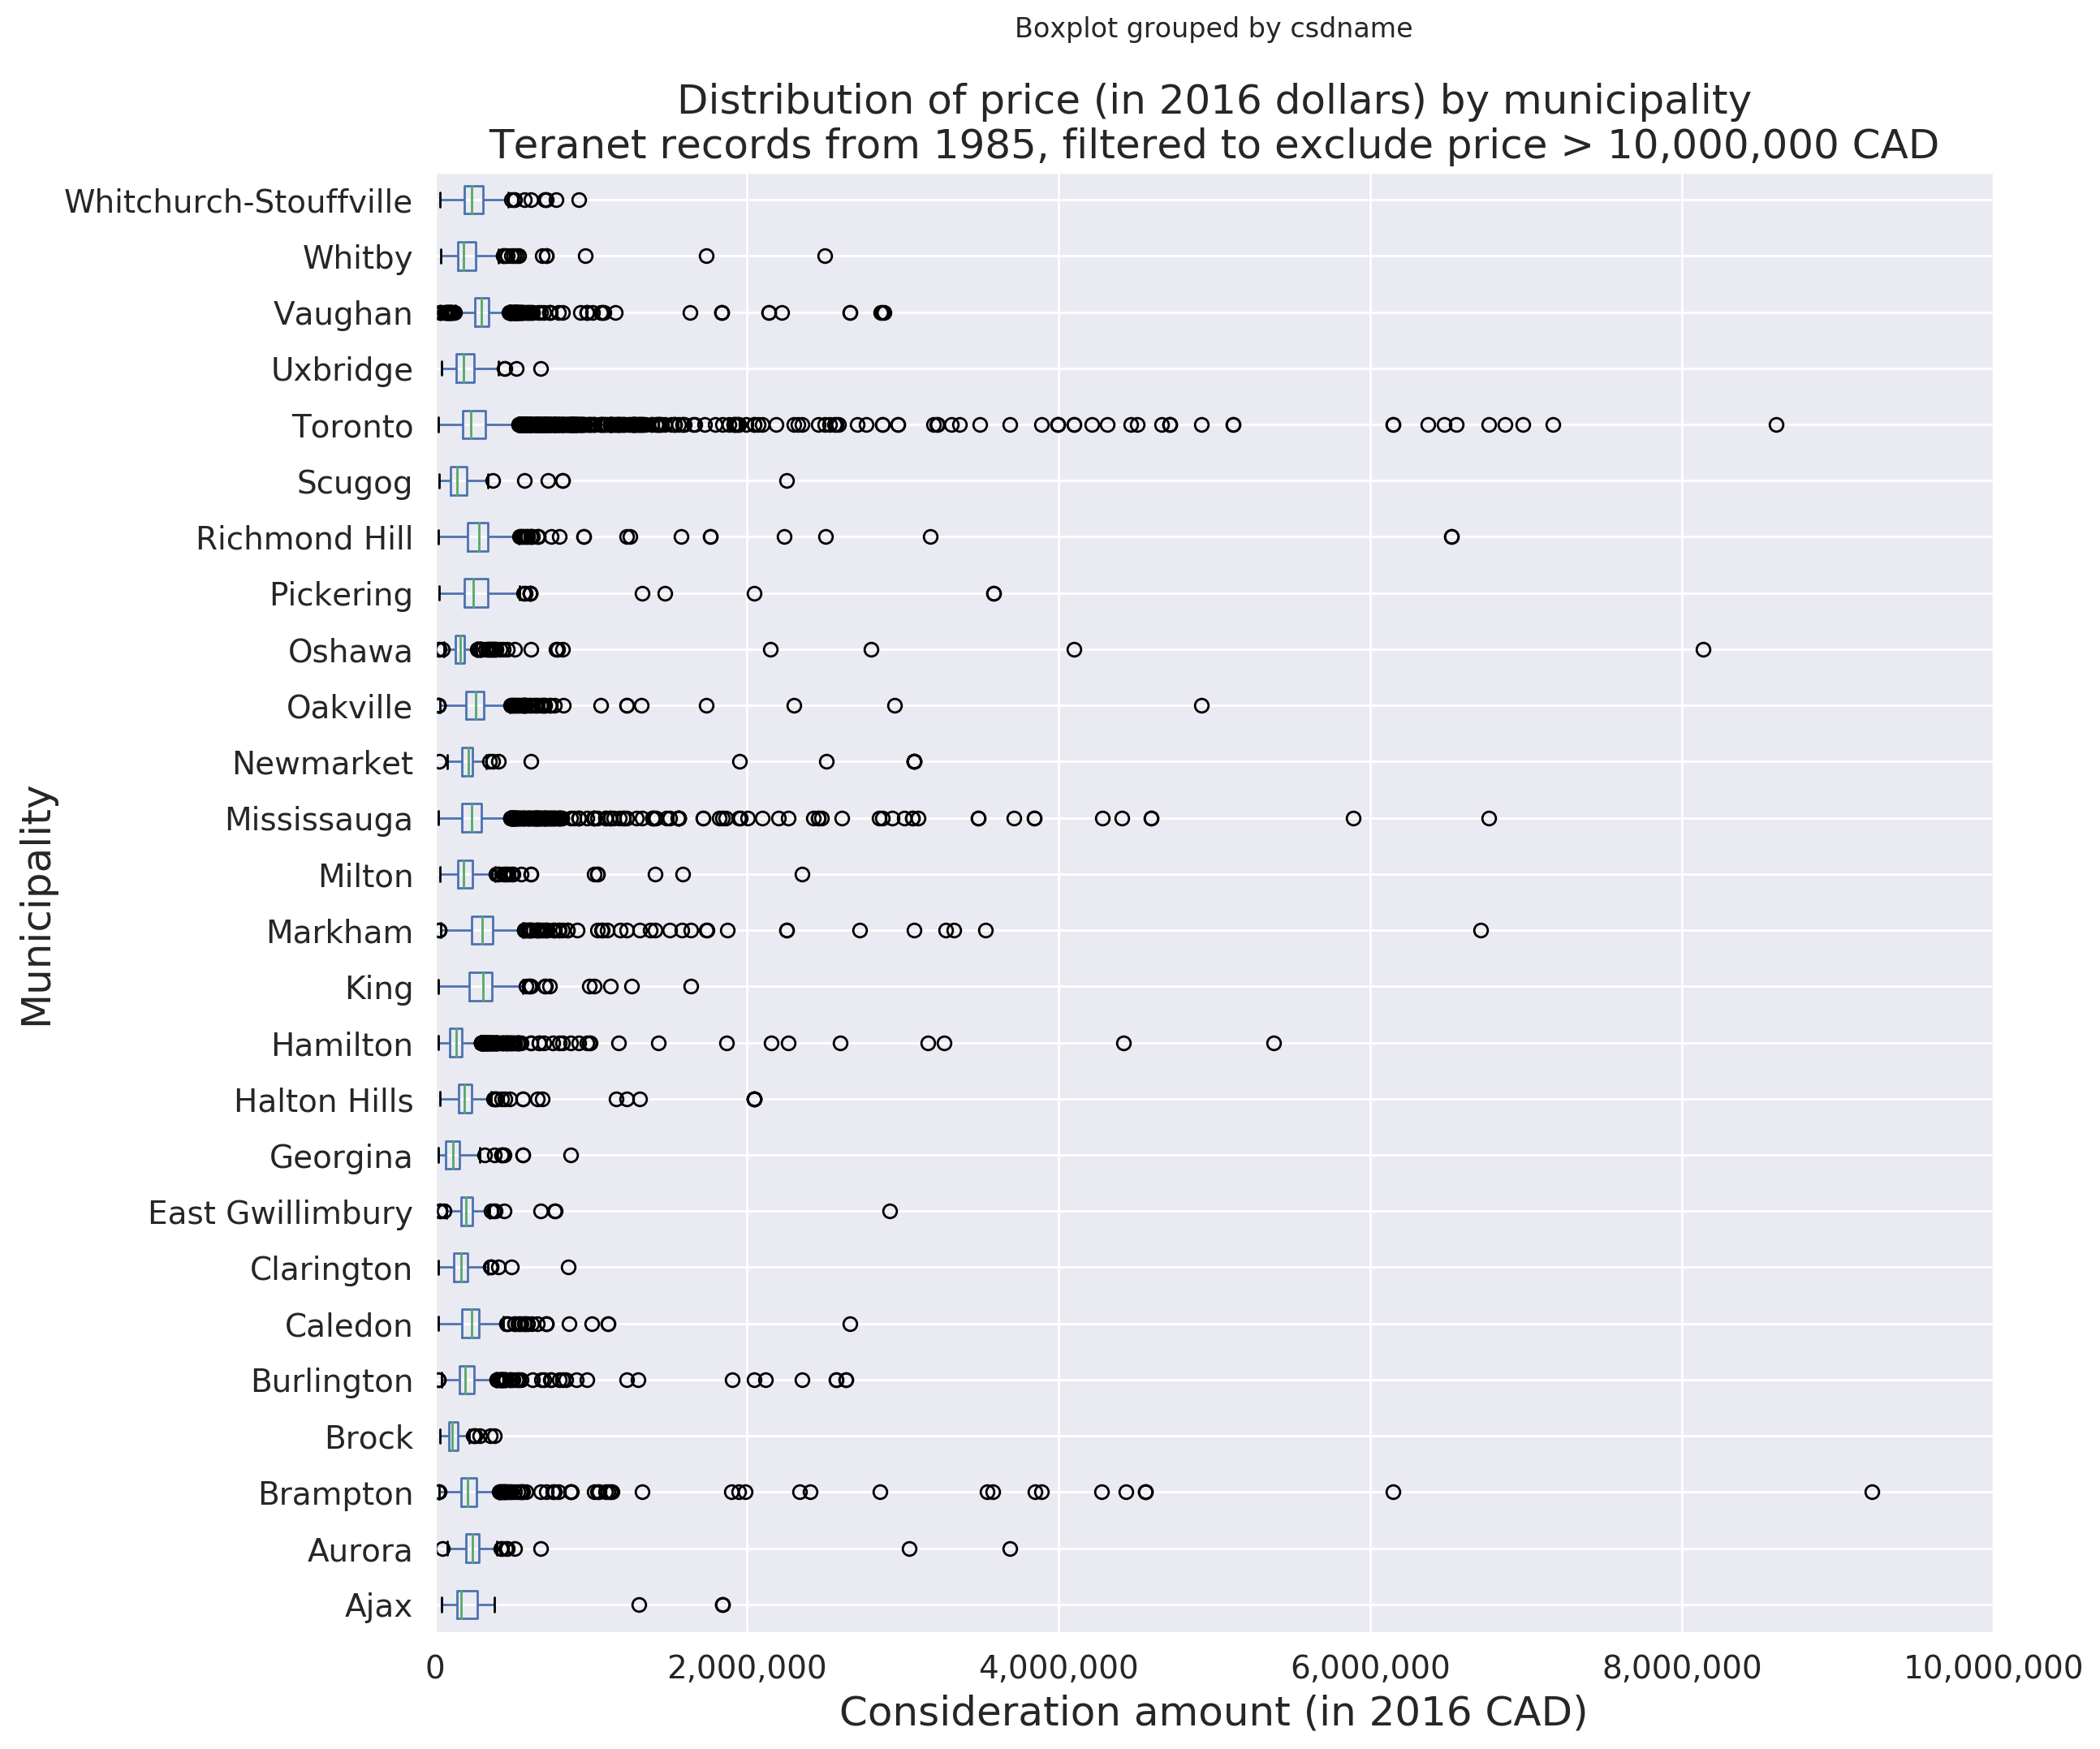 Boxplot grouped by csdname
Distribution of price (in 2016 dollars) by municipality
Teranet records from 1985, filtered to exclude price > 10,000,000 CAD
Municipality
Whitchurch-Stouffville
Whitby
Vaughan
Uxbridge
Toronto
Scugog
Richmond Hill
Pickering
Oshawa
Oakville
Newmarket
Mississauga
Milton
Markham
King
Hamilton
Halton Hills
Georgina
East Gwillimbury
Clarington
Caledon
Burlington
Brock
Brampton
Aurora
Ajax
0 2,000,000 4,000,000 6,000,000 8,000,000 10,000,000
Consideration amount (in 2016 CAD)